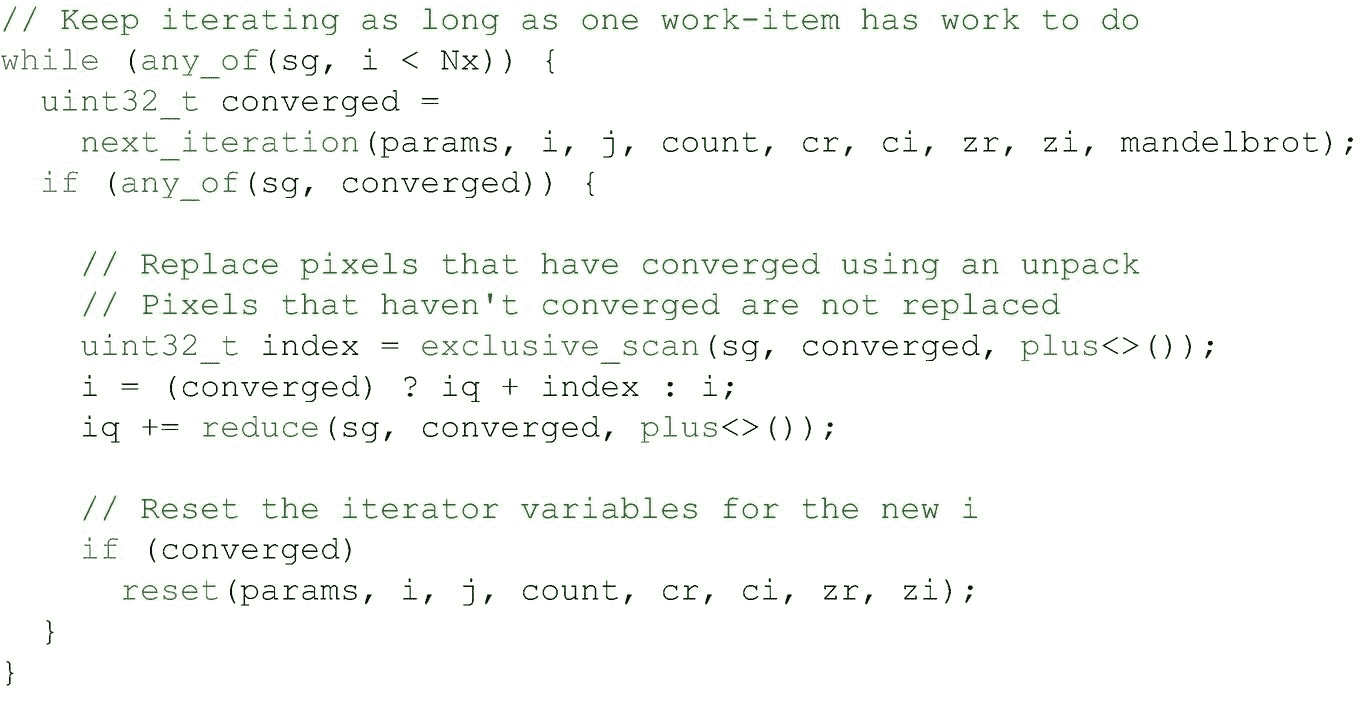 // Keep iterating as long as one work-item has work to do
while (any_of(sg, i < Nx)) {
  uint32_t converged =
    next_iteration(params, i, j, count, cr, ci, zr, zi, mandelbrot);
  if (any_of(sg, converged)) {

    // Replace pixels that have converged using an unpack
    // Pixels that haven't converged are not replaced
    uint32_t index = exclusive_scan(sg, converged, plus<>());
    i = (converged) ? iq + index : i;
    iq += reduce(sg, converged, plus<>());

    // Reset the iterator variables for the new i
    if (converged)
      reset(params, i, j, count, cr, ci, zr, zi);
  }
}